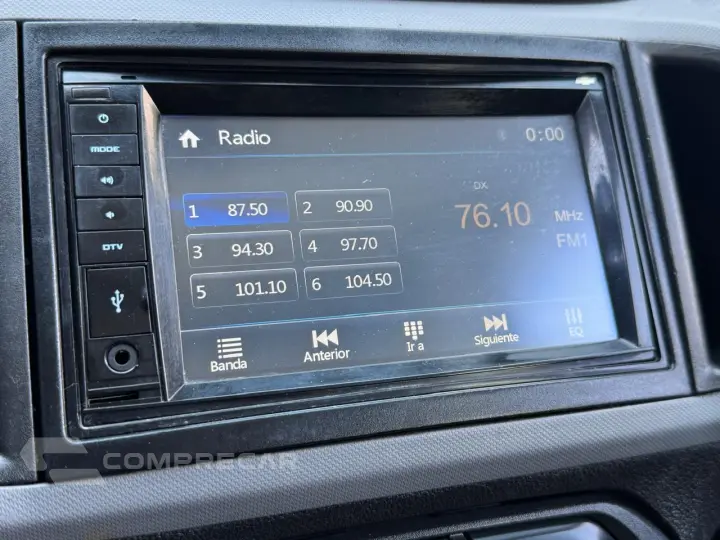 Radio
0:00
MODE
DTV
1 87.50
2 90.90
3 94.30
4 97.70
5 101.10
6 104.50
DX
76.10 MHz
FM1
Banda
Anterior
Ir a
Siguiente
EQ
COMPRECAR